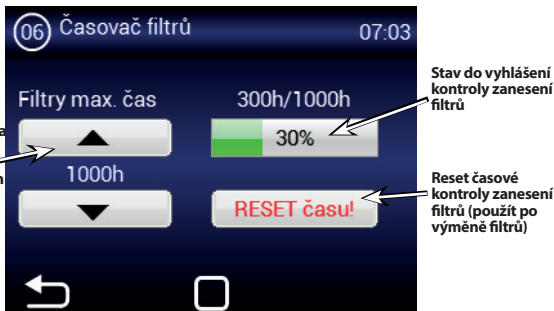 06 Časovač filtrů 07:03
Filtry max. čas
300h/1000h
30%
1000h
RESET času!
Stav do vyhlášení
kontroly zanesení
filtrů
Reset časové
kontroly zanesení
filtrů (použít po
výměně filtrů)